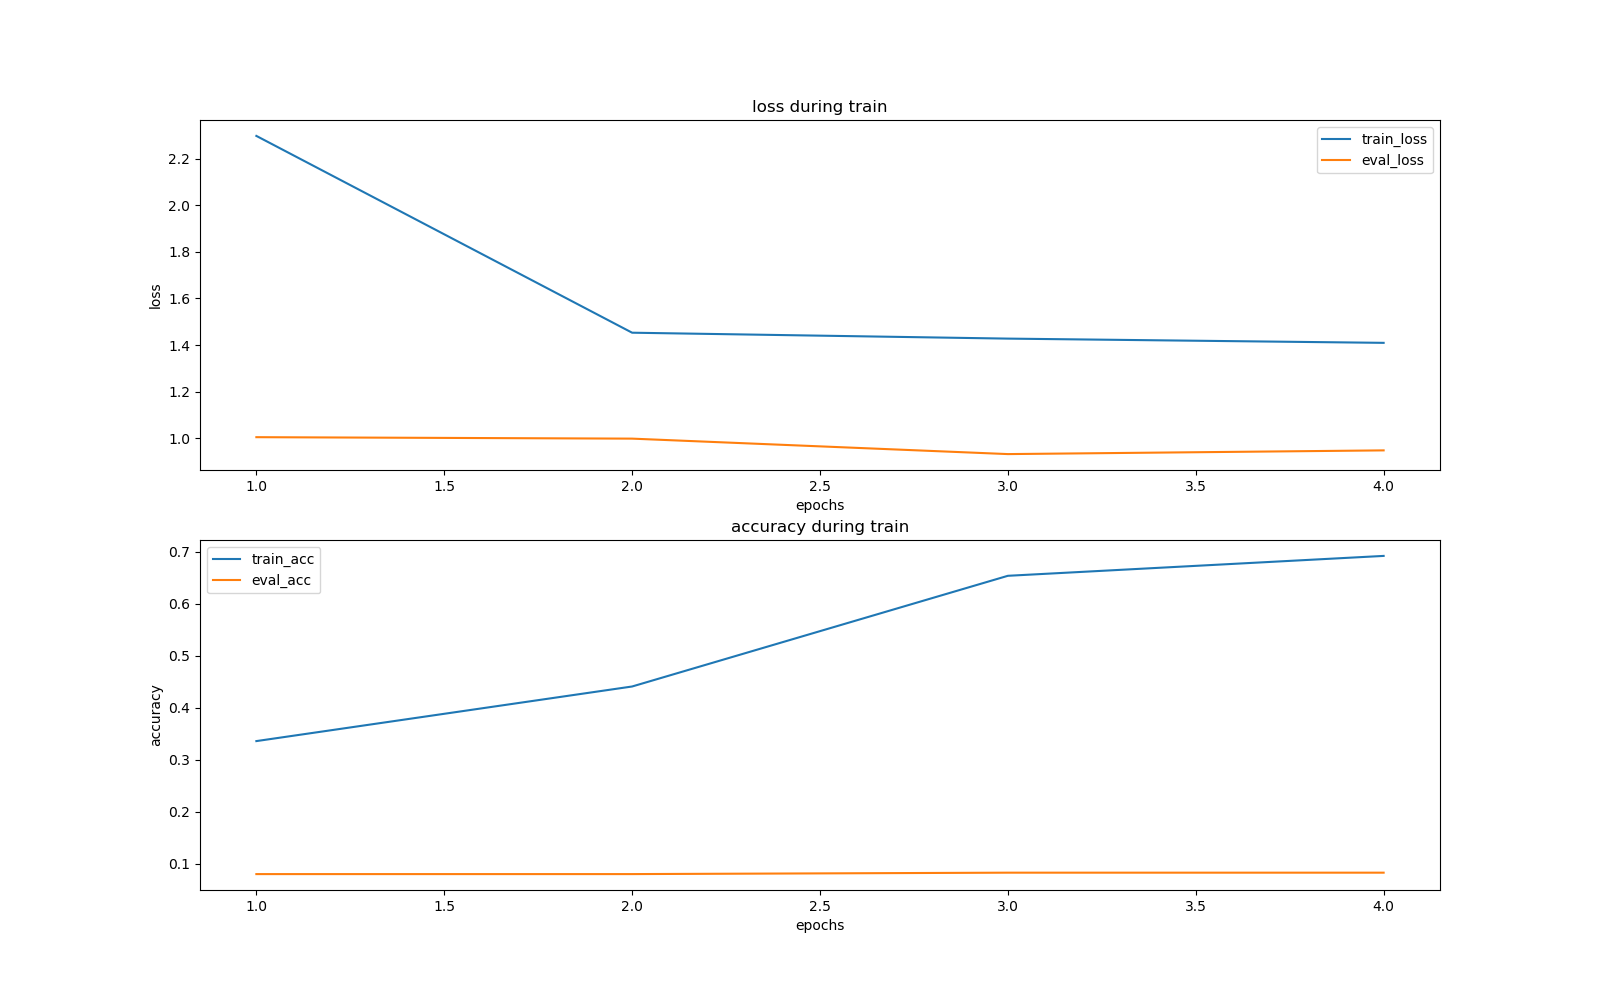 loss during train
train_loss
eval_loss
2.2
2.0
1.8
1.6
1.4
1.2
1.0
loss
1.0 1.5 2.0 2.5 3.0 3.5 4.0
epochs
accuracy during train
train_acc
eval_acc
0.7
0.6
0.5
0.4
0.3
0.2
0.1
accuracy
1.0 1.5 2.0 2.5 3.0 3.5 4.0
epochs